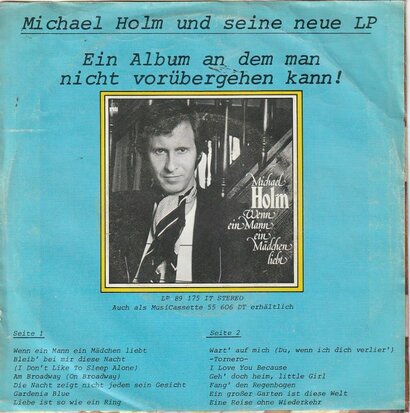 Michael Holm und seine neue LP
Ein Album an dem man
nicht vorübergehen kann!
Michael
Holm
Wenn
ein Mann
ein
Mädchen
liebt
LP 89 175 IT STEREO
Auch als MusiCassette 55 606 DT erhältlich
Seite 1
Wenn ein Mann ein Mädchen liebt
Bleib' bei mir diese Nacht
(I Don't Like To Sleep Alone)
Am Broadway (On Broadway)
Die Nacht zeigt nicht jedem sein Gesicht
Gardenia Blue
Liebe ist so wie ein Ring
Seite 2
Wart' auf mich (Du, wenn ich dich verlier')
-Tornero-
I Love You Because
Geh' doch heim, little Girl
Fang' den Regenbogen
Ein großer Garten ist diese Welt
Eine Reise ohne Wiederkehr